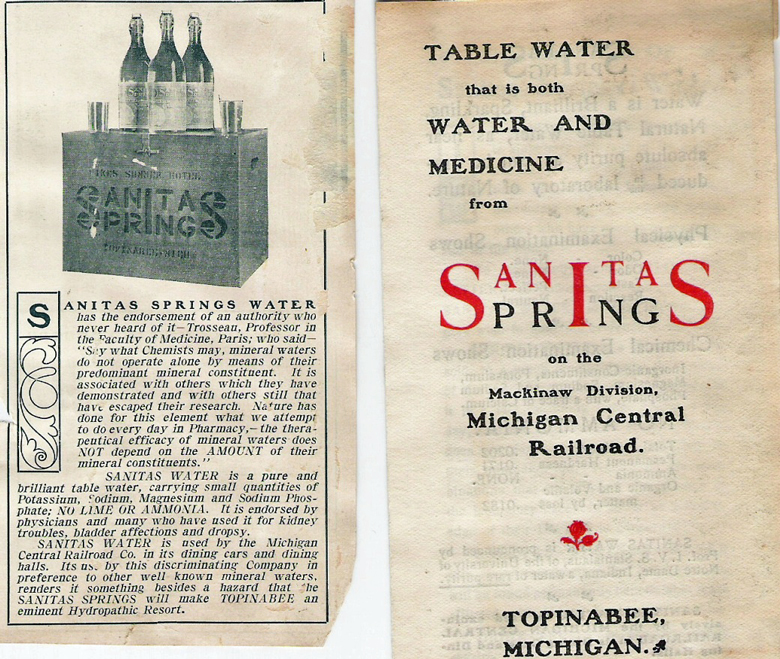 PIKES SUMMER HOTEL
SANITAS
SPRINGS
TOPINABEE, MICH.
SANITAS SPRINGS WATER
has the endorsement of an authority who
never heard of it—Trosseau, Professor in
the Faculty of Medicine, Paris; who said—
"Say what Chemists may, mineral waters
do not operate alone by means of their
predominant mineral constituent. It is
associated with others which they have
demonstrated and with others still that
have escaped their research. Nature has
done for this element what we attempt
to do every day in Pharmacy,—the thera-
peutical efficacy of mineral waters does
NOT depend on the AMOUNT of their
mineral constituents."
SANITAS WATER is a pure and
brilliant table water, carrying small quantities of
Potassium, Sodium, Magnesium and Sodium Phos-
phate; NO LIME OR AMMONIA. It is endorsed by
physicians and many who have used it for kidney
troubles, bladder affections and dropsy.
SANITAS WATER is used by the Michigan
Central Railroad Co. in its dining cars and dining
halls. Its us. by this discriminating Company in
preference to other well known mineral waters,
renders it something besides a hazard that the
SANITAS SPRINGS will make TOPINABEE an
eminent Hydropathic Resort.
TABLE WATER
that is both
WATER AND
MEDICINE
from
SANITAS
SPRINGS
on the
Mackinaw Division,
Michigan Central
Railroad.
TOPINABEE,
MICHIGAN.